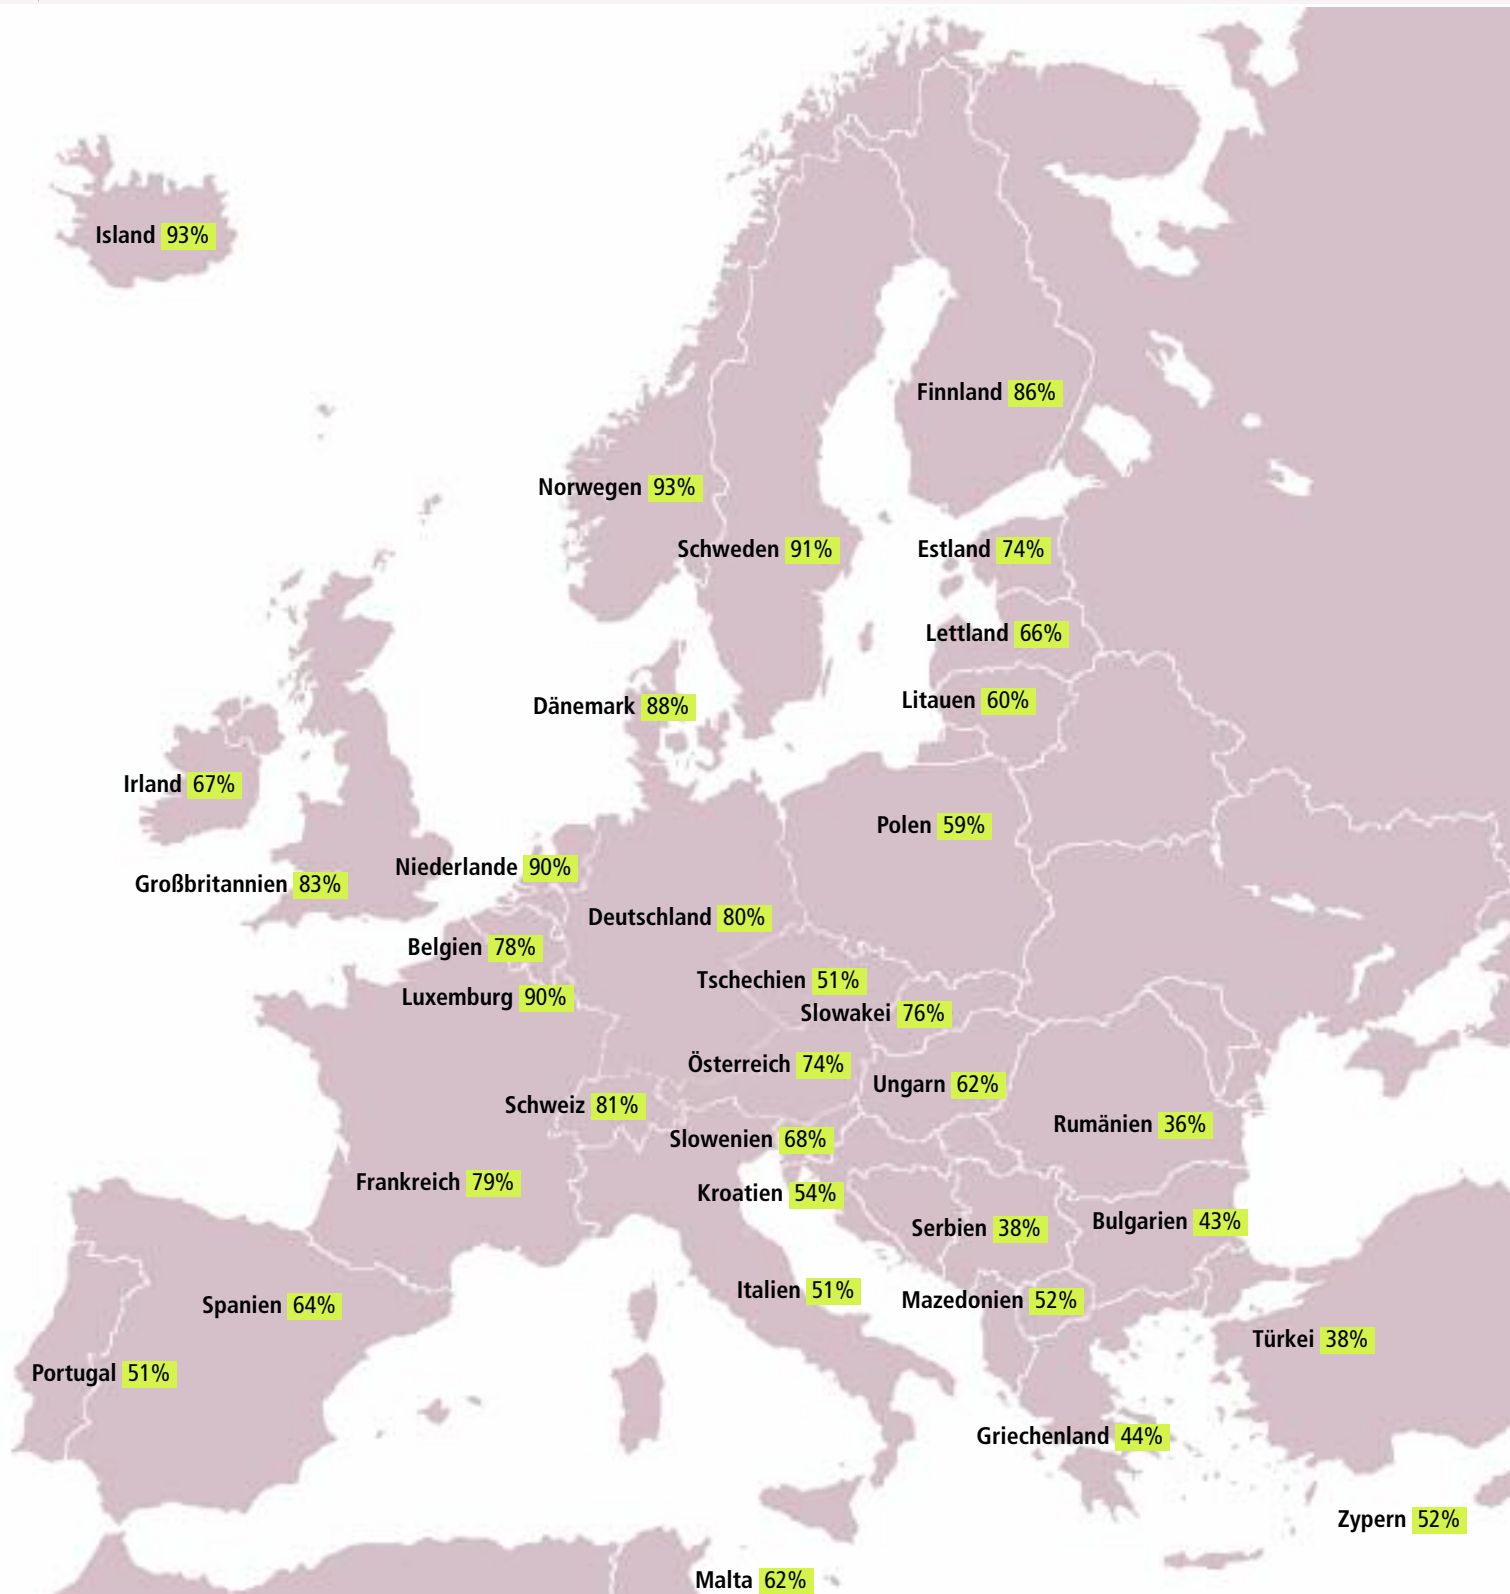 Island 93%
Finnland 86%
Norwegen 93%
Schweden 91%
Estland 74%
Lettland 66%
Litauen 60%
Dänemark 88%
Irland 67%
Polen 59%
Niederlande 90%
Großbritannien 83%
Deutschland 80%
Belgien 78%
Tschechien 51%
Luxemburg 90%
Slowakei 76%
Österreich 74%
Ungarn 62%
Schweiz 81%
Rumänien 36%
Slowenien 68%
Frankreich 79%
Kroatien 54%
Bulgarien 43%
Serbien 38%
Italien 51%
Mazedonien 52%
Spanien 64%
Türkei 38%
Portugal 51%
Griechenland 44%
Zypern 52%
Malta 62%